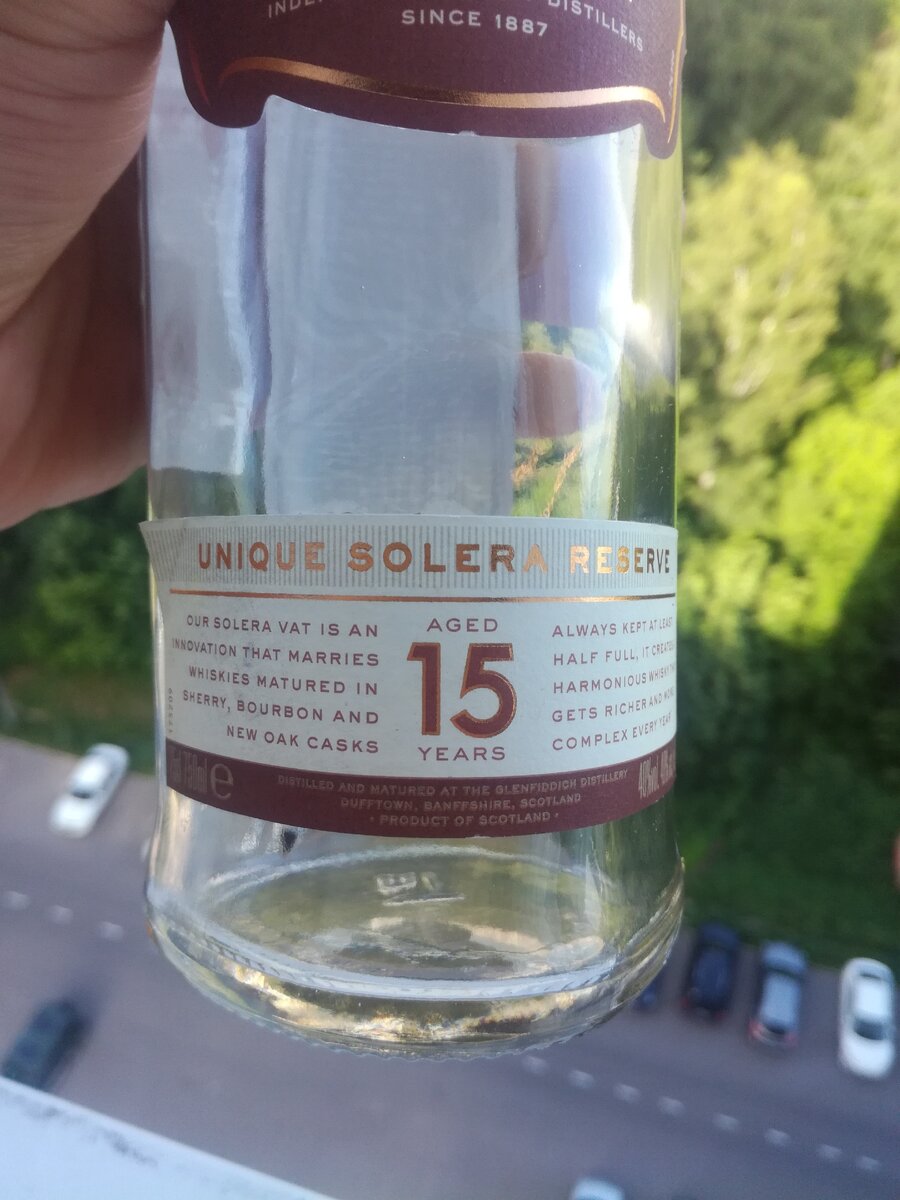 DISTILLERS
SINCE 1887
UNIQUE SOLERA RESERVE
OUR SOLERA VAT IS AN
INNOVATION THAT MARRIES
WHISKIES MATURED IN
SHERRY, BOURBON AND
NEW OAK CASKS
AGED
15
YEARS
ALWAYS KEPT AT LEAST
HALF FULL, IT CREATES
HARMONIOUS WHISKY
GETS RICHER AND MORE
COMPLEX EVERY YEAR
e
DISTILLED AND MATURED AT THE GLENFIDDICH DISTILLERY
DUFFTOWN, BANFFSHIRE, SCOTLAND
· PRODUCT OF SCOTLAND ·